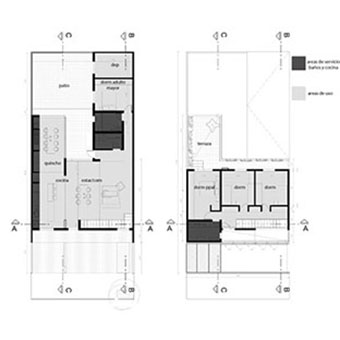 C
B
C
B
dep
dorm adulto
mayor
patio
quincho
cocina
estar/com
A
A
C
B
terraza
dorm ppal
dorm
dorm
A
A
C
B
areas de servicio
baños y cocina
areas de uso